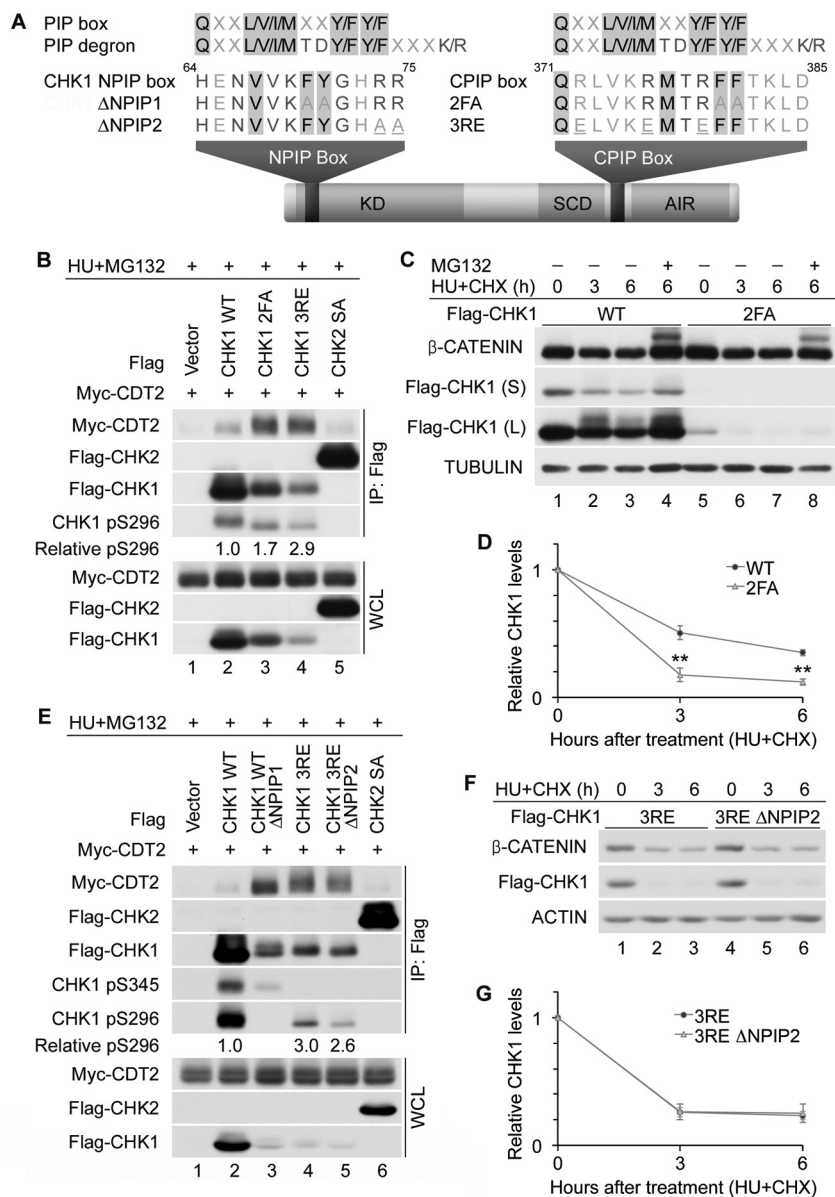 A
PIP box Q X X L/V/I/M X X Y/F Y/F
PIP degron Q X X L/V/I/M T D Y/F Y/F X X X K/R
64 75
CHK1 NPIP box H E N V V K F Y G H R R
ΔNPIP1 H E N V V K A A G H R R
ΔNPIP2 H E N V V K F Y G H A A
NPIP Box
Q X X L/V/I/M X X Y/F Y/F
Q X X L/V/I/M T D Y/F Y/F X X X K/R
371 385
CPIP box Q R L V K R M T R F F T K L D
2FA Q R L V K R M T R A A T K L D
3RE Q E L V K E M T E F F T K L D
CPIP Box
KD SCD AIR
B
HU+MG132 + + + + +
Flag Vector CHK1 WT CHK1 2FA CHK1 3RE CHK2 SA
Myc-CDT2 + + + + +
Myc-CDT2
Flag-CHK2
Flag-CHK1
CHK1 pS296
IP: Flag
Relative pS296 1.0 1.7 2.9
Myc-CDT2
Flag-CHK2
Flag-CHK1
WCL
1 2 3 4 5
C
MG132 − − − + − − − +
HU+CHX (h) 0 3 6 6 0 3 6 6
Flag-CHK1 WT 2FA
β-CATENIN
Flag-CHK1 (S)
Flag-CHK1 (L)
TUBULIN
1 2 3 4 5 6 7 8
D
Relative CHK1 levels
1
0
WT
2FA
**
**
0 3 6
Hours after treatment (HU+CHX)
E
HU+MG132 + + + + + +
Flag Vector CHK1 WT CHK1 WT ΔNPIP1 CHK1 3RE CHK1 3RE ΔNPIP2 CHK2 SA
Myc-CDT2 + + + + + +
Myc-CDT2
Flag-CHK2
Flag-CHK1
CHK1 pS345
CHK1 pS296
IP: Flag
Relative pS296 1.0 3.0 2.6
Myc-CDT2
Flag-CHK2
Flag-CHK1
WCL
1 2 3 4 5 6
F
HU+CHX (h) 0 3 6 0 3 6
Flag-CHK1 3RE 3RE ΔNPIP2
β-CATENIN
Flag-CHK1
ACTIN
1 2 3 4 5 6
G
Relative CHK1 levels
1
0
3RE
3RE ΔNPIP2
0 3 6
Hours after treatment (HU+CHX)